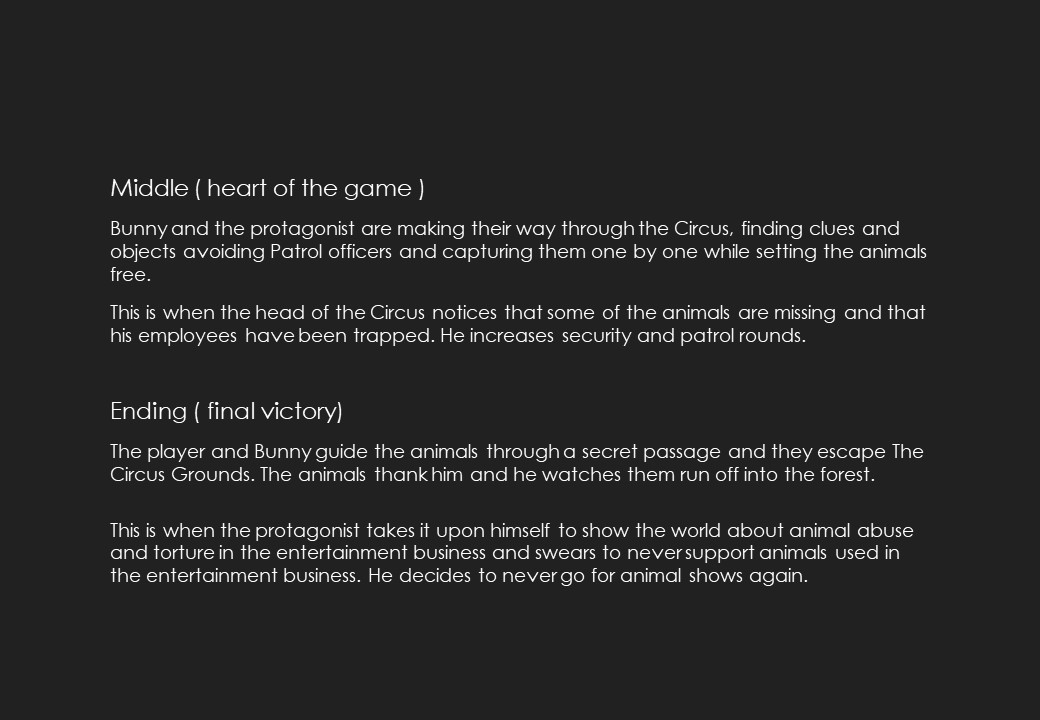 Middle ( heart of the game )
Bunny and the protagonist are making their way through the Circus, finding clues and
objects avoiding Patrol officers and capturing them one by one while setting the animals
free.
This is when the head of the Circus notices that some of the animals are missing and that
his employees have been trapped. He increases security and patrol rounds.
Ending ( final victory)
The player and Bunny guide the animals through a secret passage and they escape The
Circus Grounds. The animals thank him and he watches them run off into the forest.
This is when the protagonist takes it upon himself to show the world about animal abuse
and torture in the entertainment business and swears to never support animals used in
the entertainment business. He decides to never go for animal shows again.